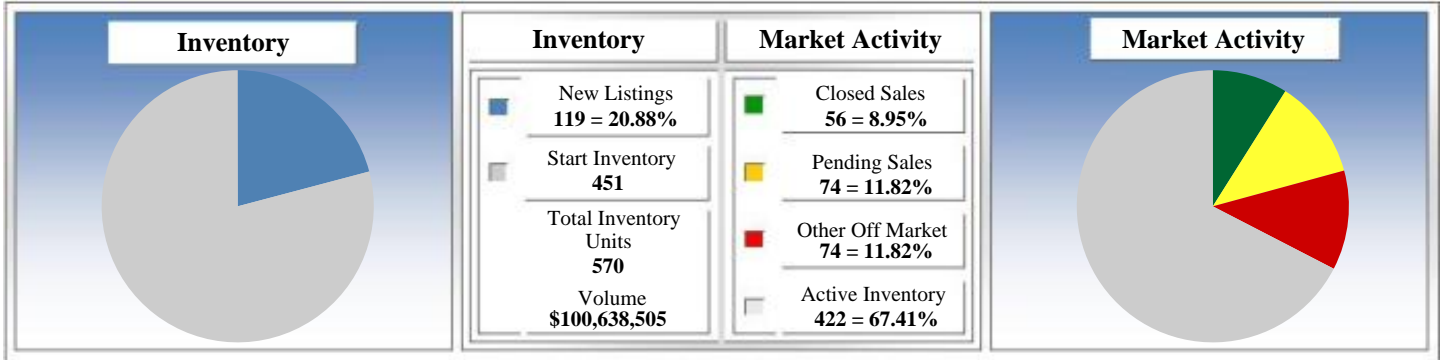 Inventory
Inventory
Market Activity
Market Activity
New Listings
119 = 20.88%
Start Inventory
451
Total Inventory
Units
570
Volume
$100,638,505
Closed Sales
56 = 8.95%
Pending Sales
74 = 11.82%
Other Off Market
74 = 11.82%
Active Inventory
422 = 67.41%